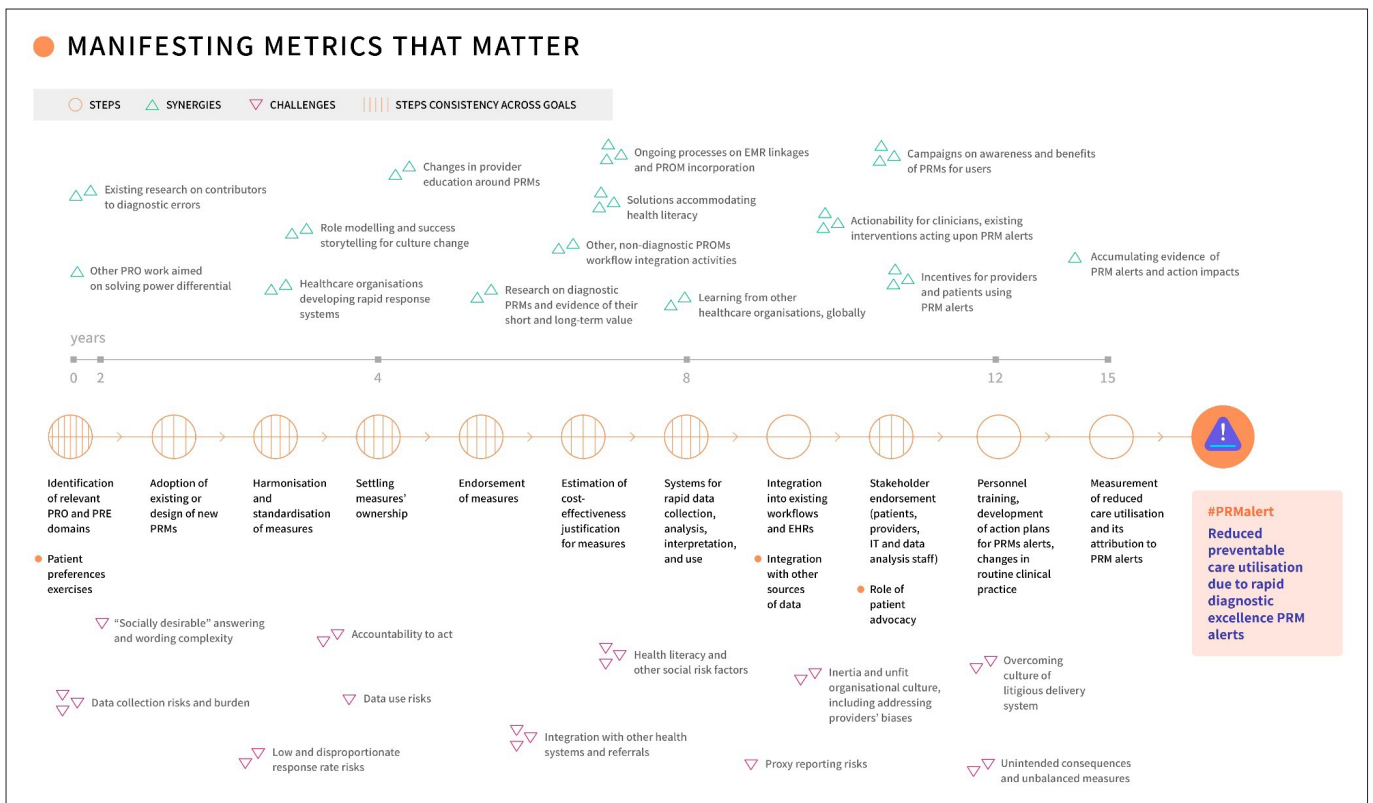 MANIFESTING METRICS THAT MATTER
STEPS
SYNERGIES
CHALLENGES
STEPS CONSISTENCY ACROSS GOALS
Existing research on contributors
to diagnostic errors
Changes in provider
education around PRMs
Ongoing processes on EMR linkages
and PROM incorporation
Campaigns on awareness and benefits
of PRMs for users
Role modelling and success
storytelling for culture change
Solutions accommodating
health literacy
Actionability for clinicians, existing
interventions acting upon PRM alerts
Other, non-diagnostic PROMs
workflow integration activities
Accumulating evidence of
PRM alerts and action impacts
Other PRO work aimed
on solving power differential
Healthcare organisations
developing rapid response
systems
Research on diagnostic
PRMs and evidence of their
short and long-term value
Learning from other
healthcare organisations, globally
Incentives for providers
and patients using
PRM alerts
years
0
2
4
8
12
15
!
Identification
of relevant
PRO and PRE
domains
Patient
preferences
exercises
Adoption of
existing or
design of new
PRMs
Harmonisation
and
standardisation
of measures
Settling
measures'
ownership
Endorsement
of measures
Estimation of
cost-
effectiveness
justification
for measures
Systems for
rapid data
collection,
analysis,
interpretation,
and use
Integration
into existing
workflows
and EHRs
Integration
with other
sources
of data
Stakeholder
endorsement
(patients,
providers,
IT and data
analysis staff)
Role of
patient
advocacy
Personnel
training,
development
of action plans
for PRMs alerts,
changes in
routine clinical
practice
Measurement
of reduced
care utilisation
and its
attribution to
PRM alerts
#PRMalert
Reduced
preventable
care utilisation
due to rapid
diagnostic
excellence PRM
alerts
"Socially desirable" answering
and wording complexity
Accountability to act
Health literacy and
other social risk factors
Inertia and unfit
organisational culture,
including addressing
providers' biases
Overcoming
culture of
litigious delivery
system
Data collection risks and burden
Data use risks
Integration with other health
systems and referrals
Low and disproportionate
response rate risks
Proxy reporting risks
Unintended consequences
and unbalanced measures